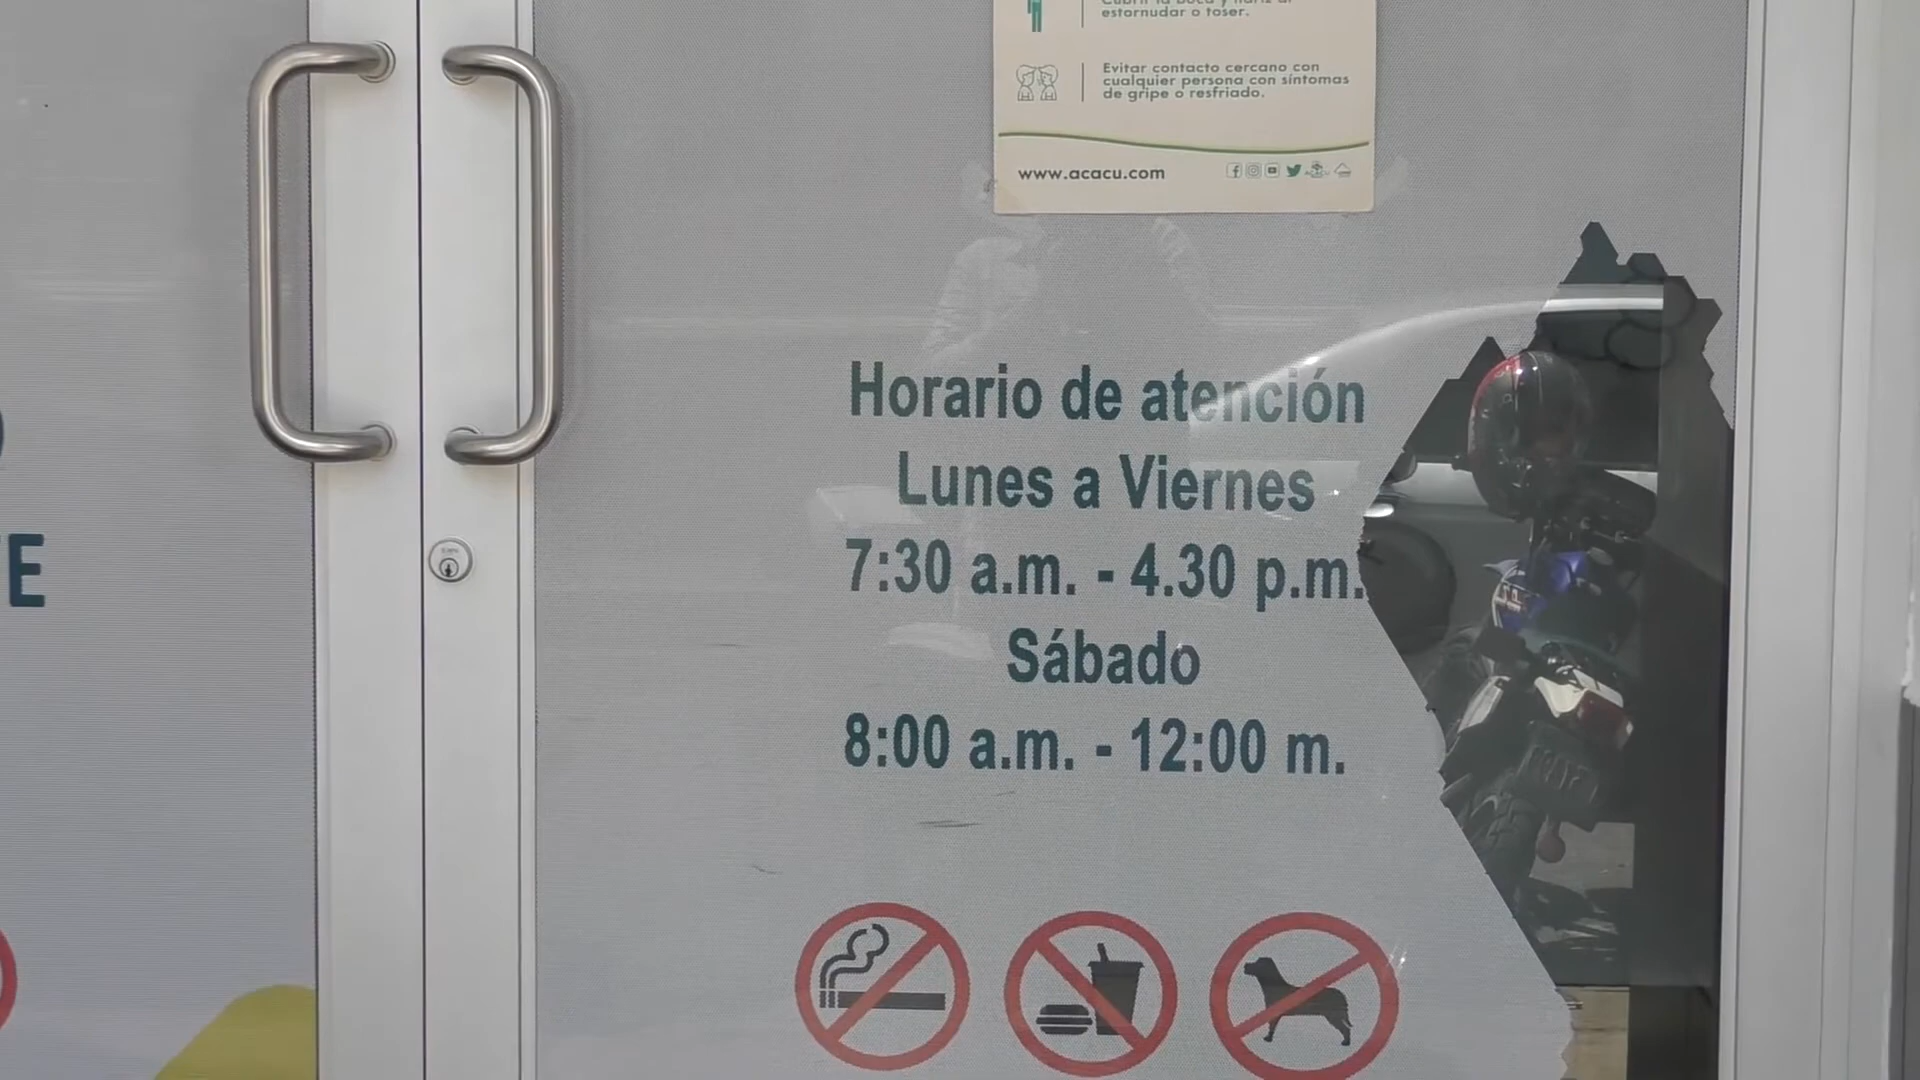 estornudar o toser.
Evitar contacto cercano con
cualquier persona con síntomas
de gripe o resfriado.
www.acacu.com
Horario de atención
Lunes a Viernes
7:30 a.m. - 4.30 p.m.
Sábado
8:00 a.m. - 12:00 m.
E